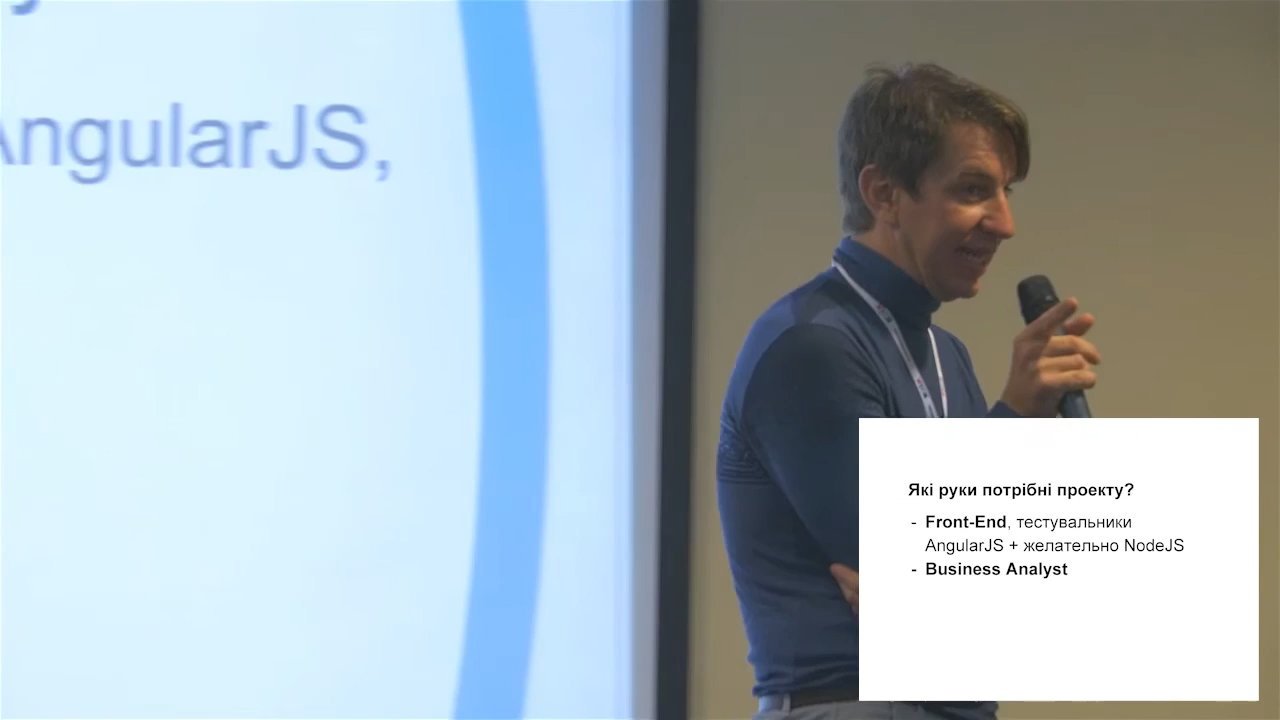 AngularJS,
Які руки потрібні проекту?
- Front-End, тестувальники
AngularJS + желательно NodeJS
- Business Analyst